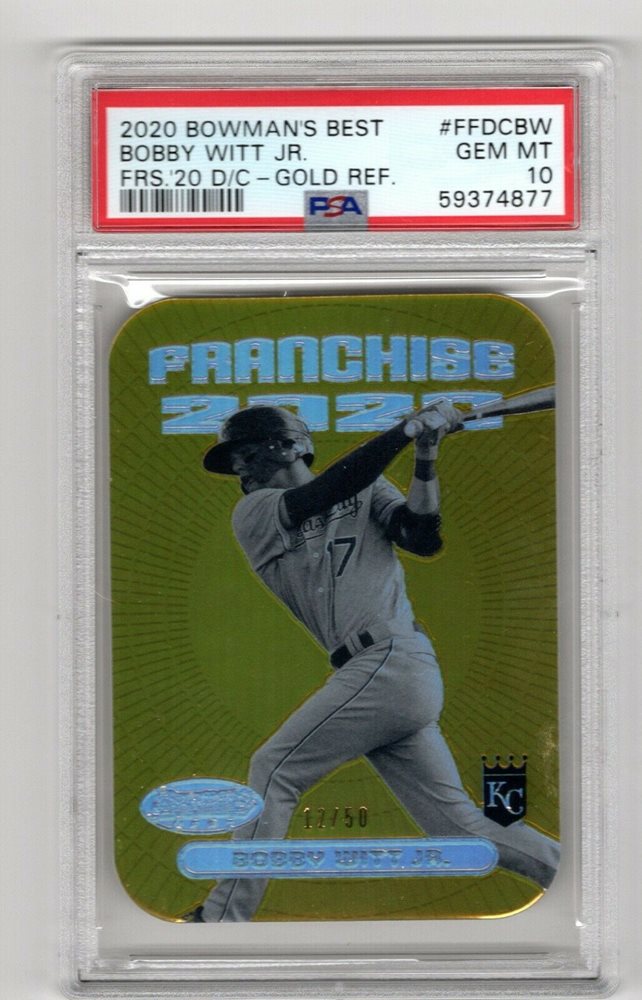 2020 BOWMAN'S BEST #FFDCBW
BOBBY WITT JR. GEM MT
FRS.'20 D/C - GOLD REF. 10
PSA 59374877
FRANCHISE
2020
17
KC
12/50
BOBBY WITT JR.